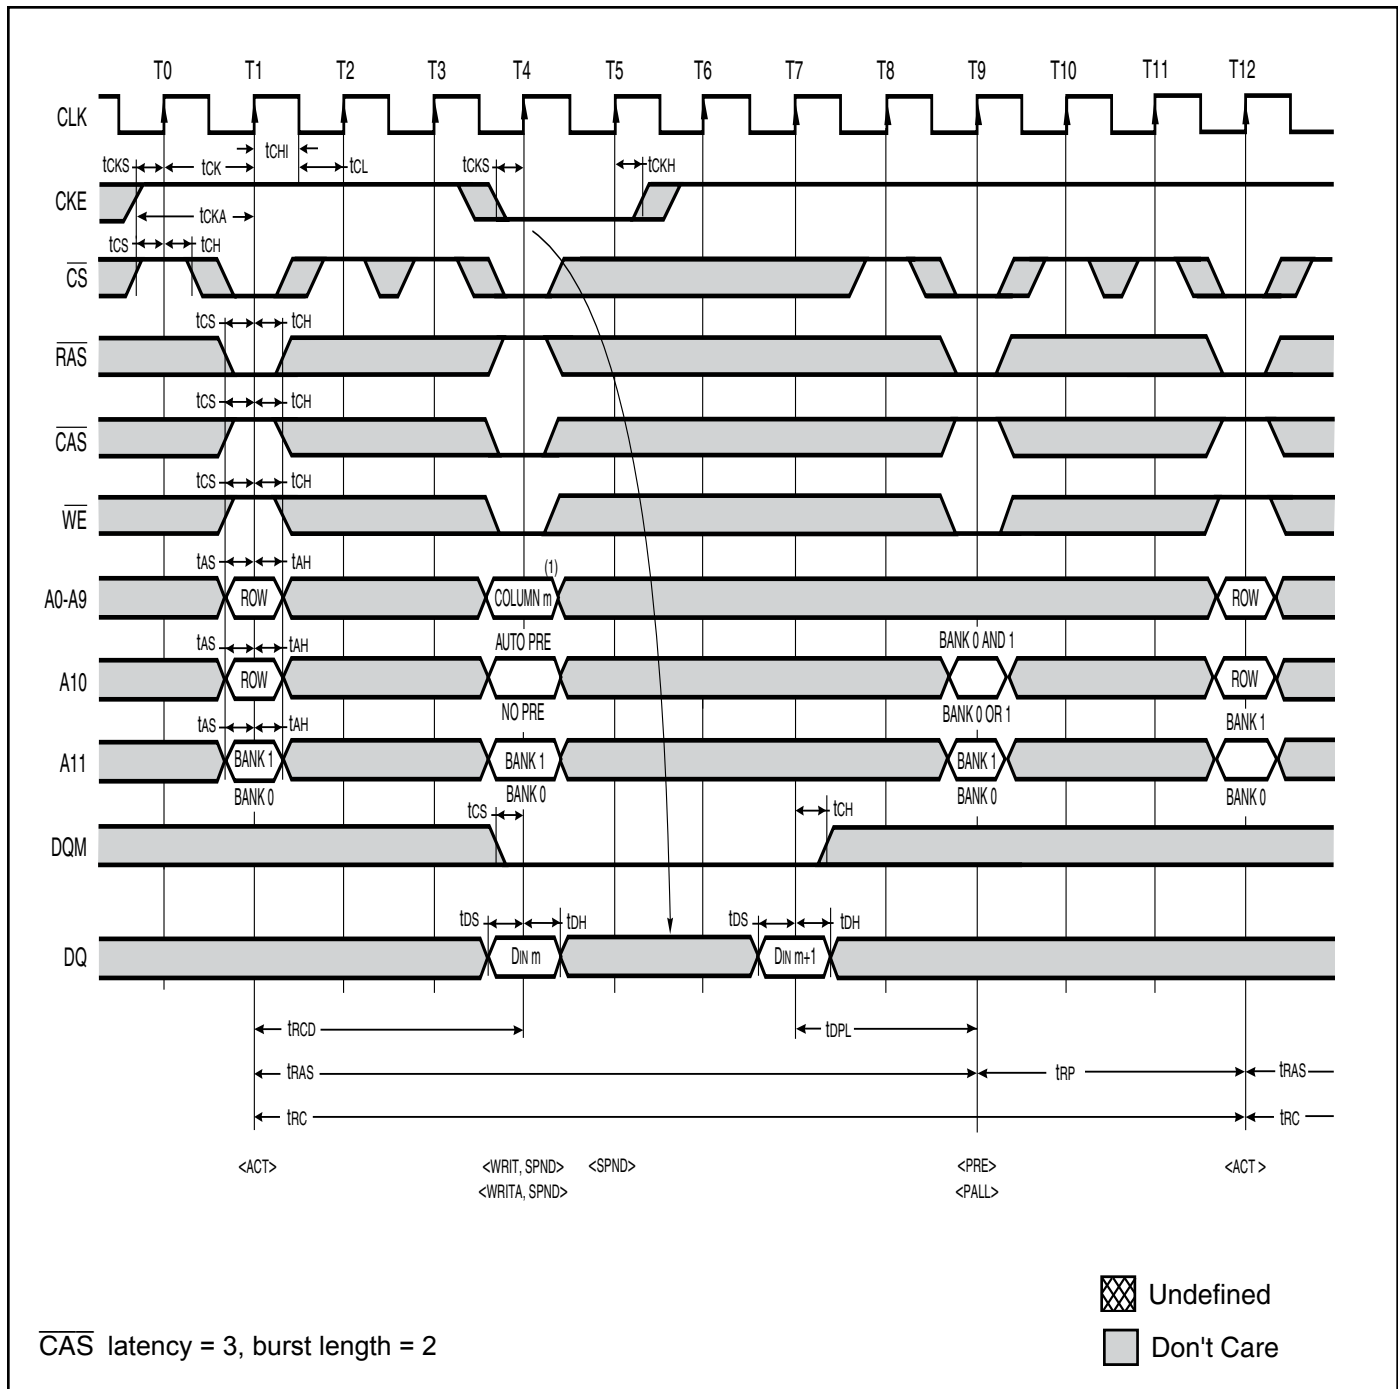 T0 T1 T2 T3 T4 T5 T6 T7 T8 T9 T10 T11 T12
CLK
tCHI
tCKS tCK tCL tCKS tCKH
CKE
tCKA
tCS tCH
CS
tCS tCH
RAS
tCS tCH
CAS
tCS tCH
WE
tAS tAH (1)
A0-A9 ROW COLUMN m ROW
tAS tAH AUTO PRE BANK 0 AND 1
A10 ROW ROW
NO PRE BANK 0 OR 1 BANK 1
tAS tAH
A11 BANK 1 BANK 1 BANK 1
BANK 0 BANK 0 BANK 0 BANK 0
tCS tCH
DQM
tDS tDH tDS tDH
DQ DIN m DIN m+1
tRCD tDPL
tRAS tRP tRAS
tRC tRC
<ACT> <WRIT, SPND> <SPND> <PRE> <ACT >
<WRITA, SPND> <PALL>
Undefined
CAS latency = 3, burst length = 2 Don't Care